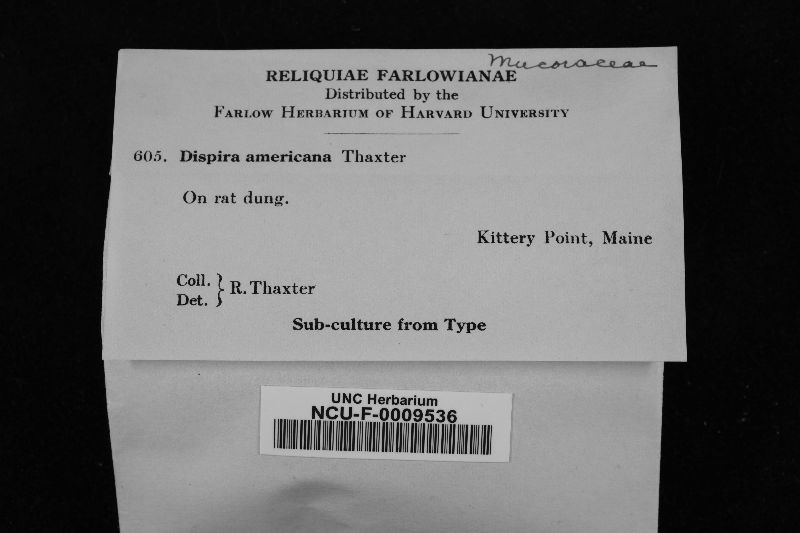 Mucoraceae
RELIQUIAE FARLOWIANAE
Distributed by the
FARLOW HERBARIUM OF HARVARD UNIVERSITY
605. Dispira americana Thaxter
On rat dung.
Kittery Point, Maine
Coll. } R. Thaxter
Det.
Sub-culture from Type
UNC Herbarium
NCU-F-0009536